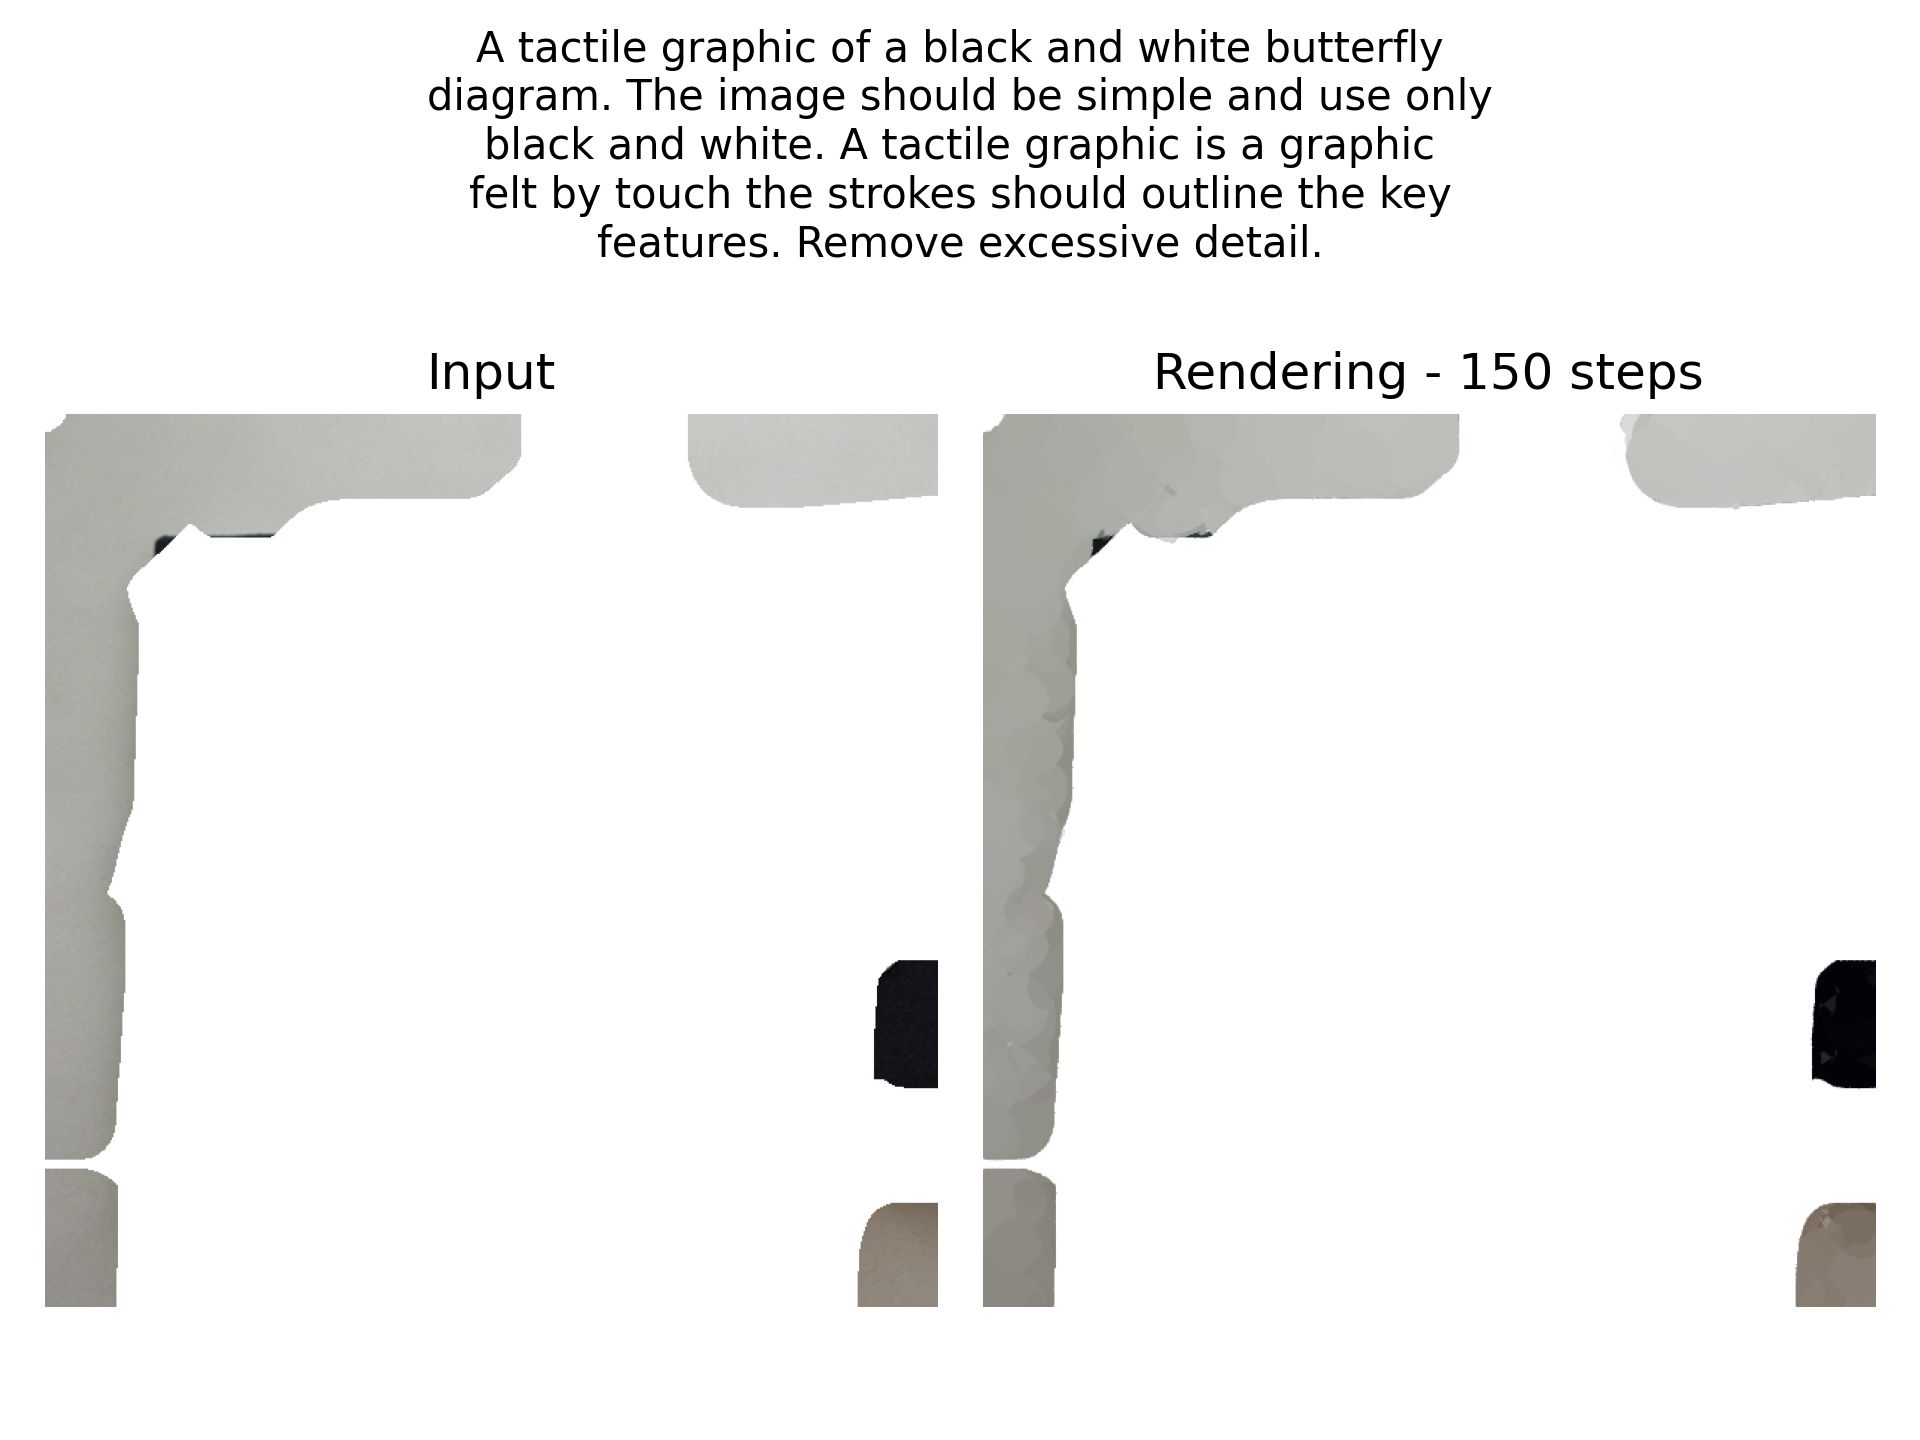 A tactile graphic of a black and white butterfly
diagram. The image should be simple and use only
black and white. A tactile graphic is a graphic
felt by touch the strokes should outline the key
features. Remove excessive detail.
Input
Rendering - 150 steps